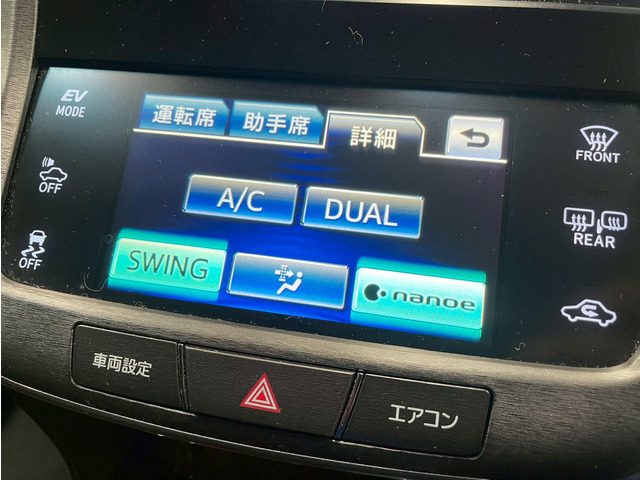 EV
MODE
運転席
助手席
詳細
FRONT
OFF
A/C
DUAL
REAR
OFF
SWING
nanoe
車両設定
エアコン